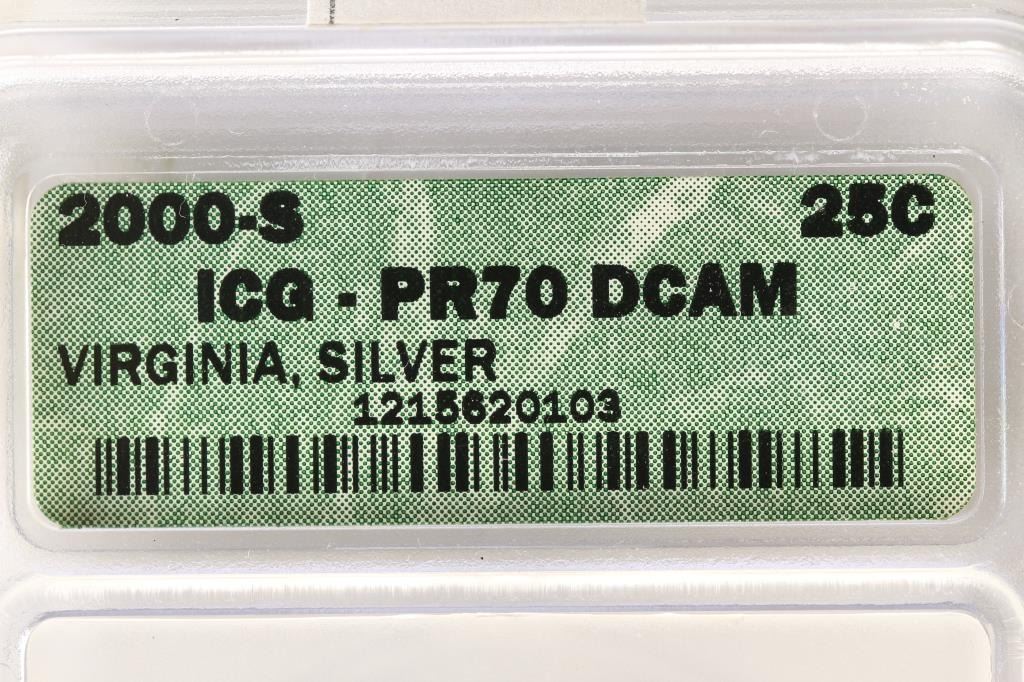 2000-S 25C
ICG - PR70 DCAM
VIRGINIA, SILVER
1215620103